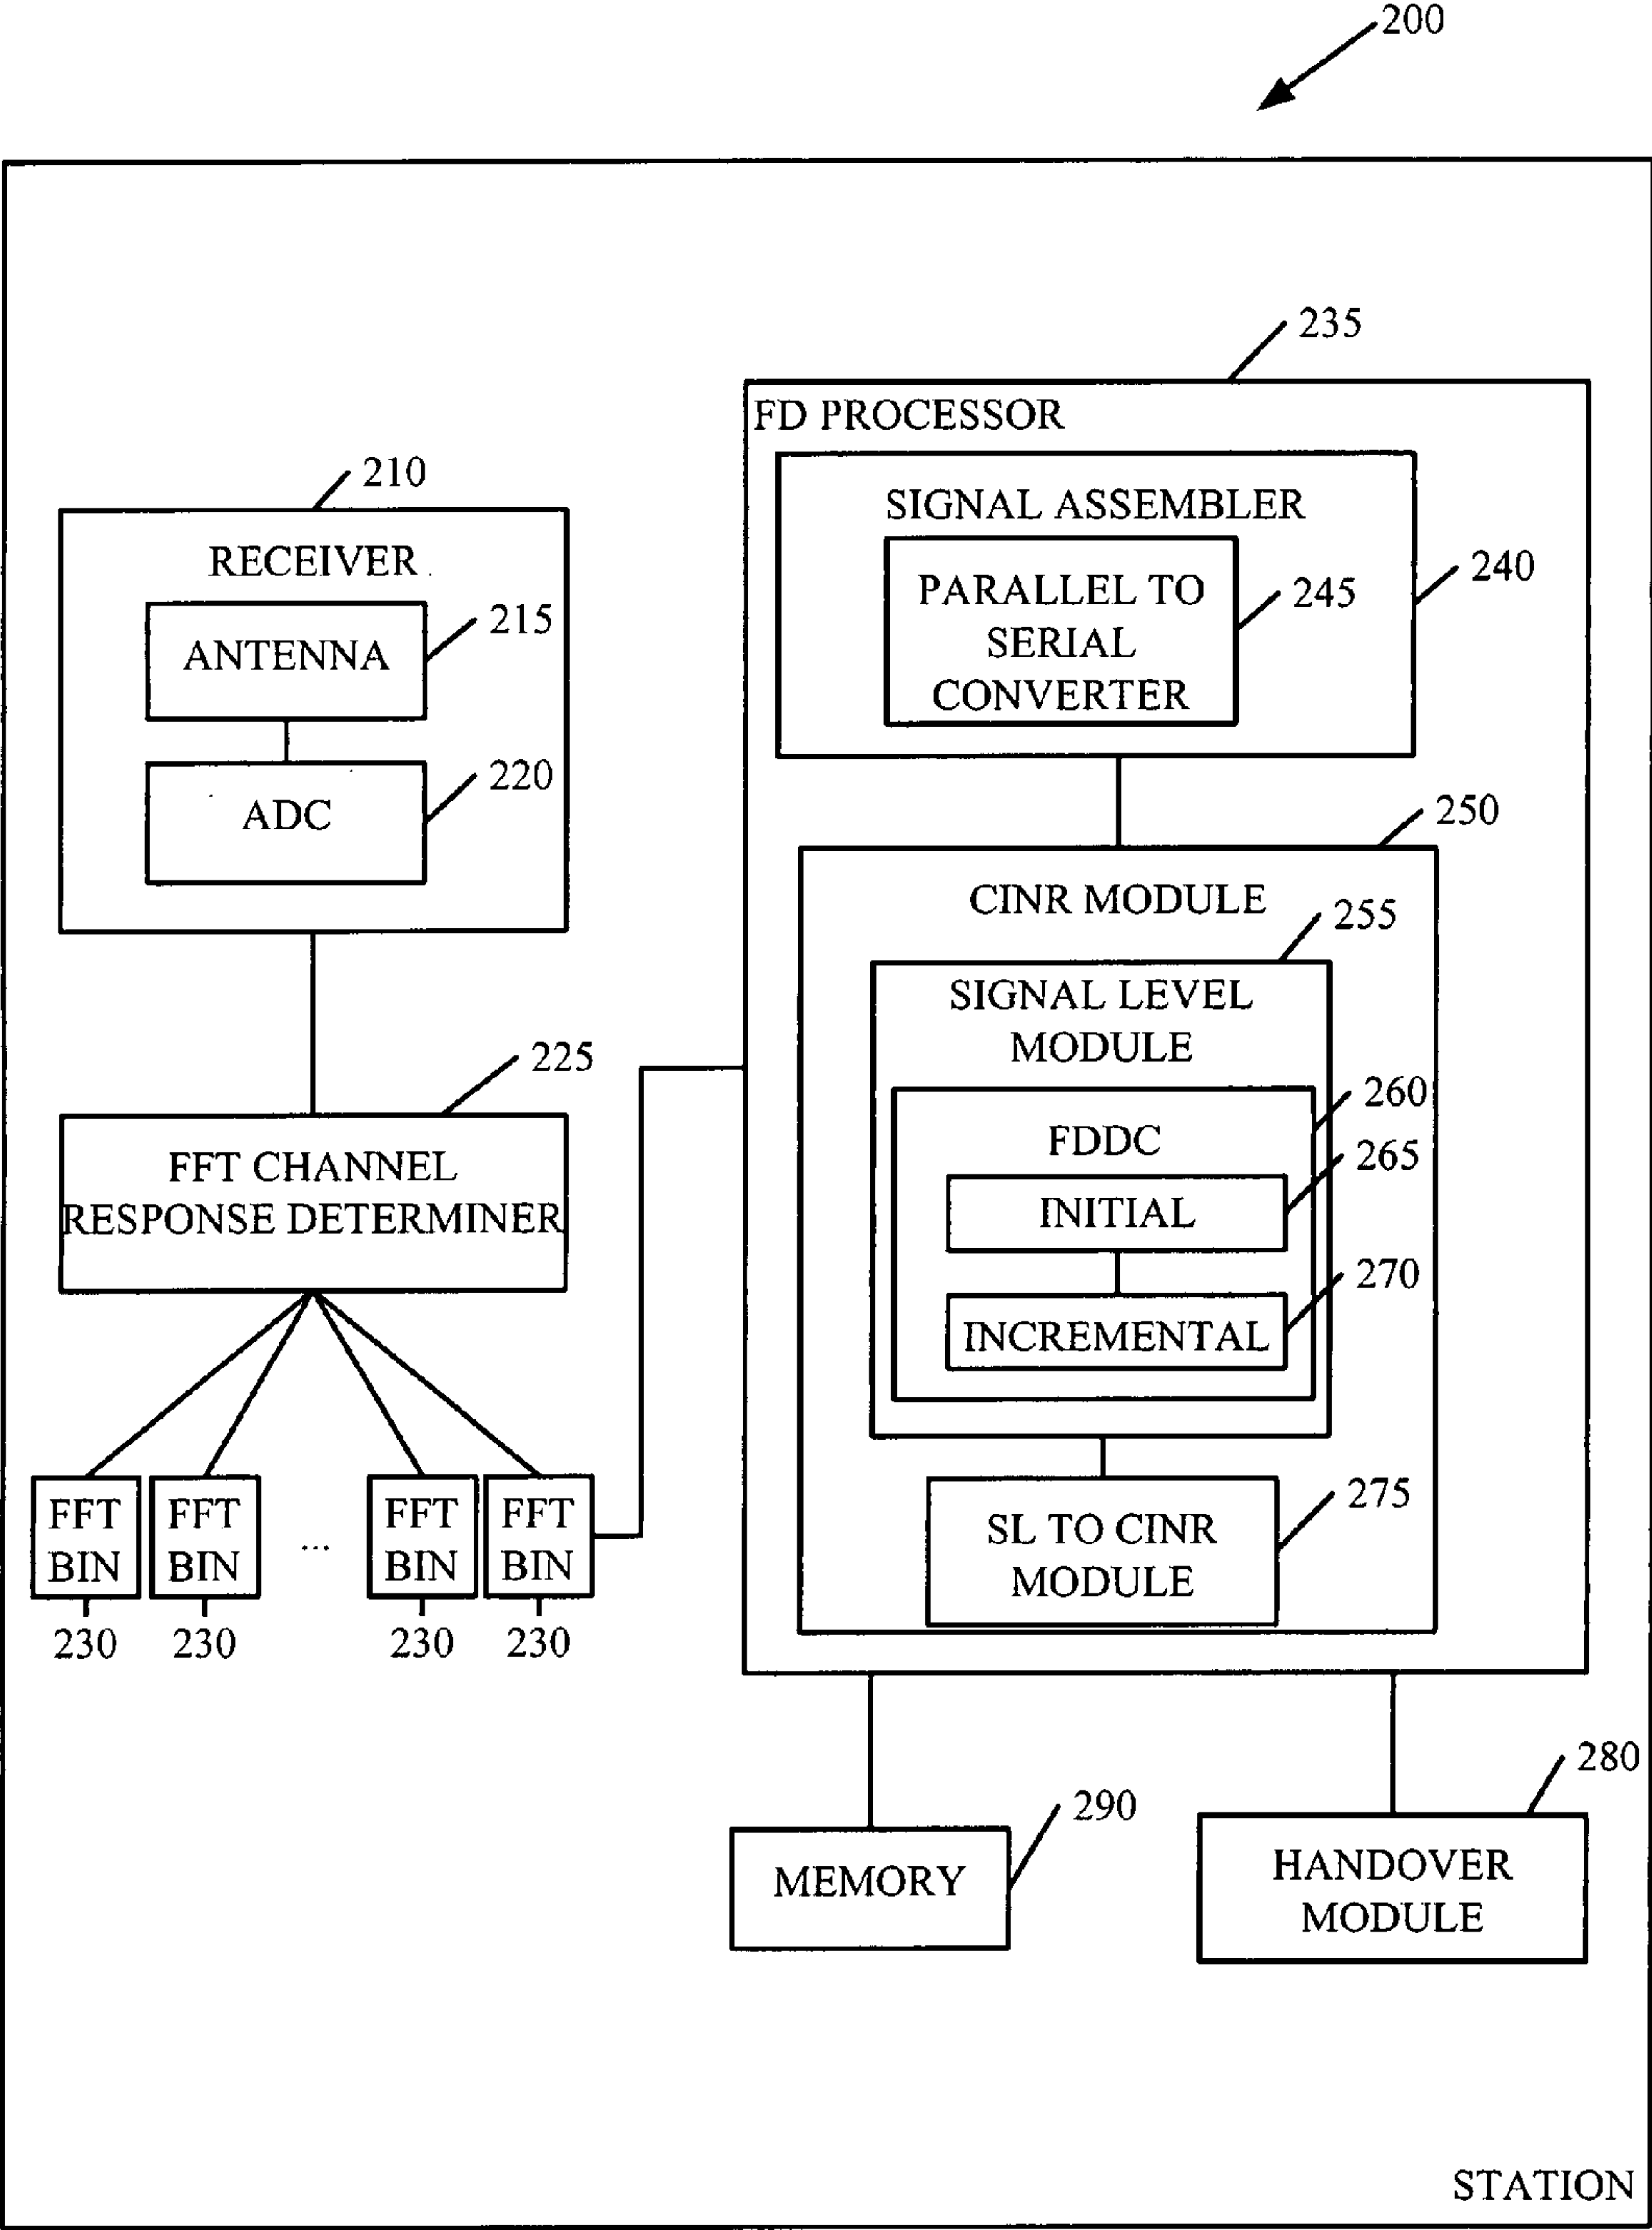 200
235
FD PROCESSOR
SIGNAL ASSEMBLER
240
PARALLEL TO
SERIAL
CONVERTER
245
210
RECEIVER
ANTENNA
215
ADC
220
250
CINR MODULE
255
SIGNAL LEVEL
MODULE
260
FDDC
265
INITIAL
270
INCREMENTAL
225
FFT CHANNEL
RESPONSE DETERMINER
FFT
BIN
FFT
BIN
...
FFT
BIN
FFT
BIN
230
230
230
230
275
SL TO CINR
MODULE
290
MEMORY
280
HANDOVER
MODULE
STATION